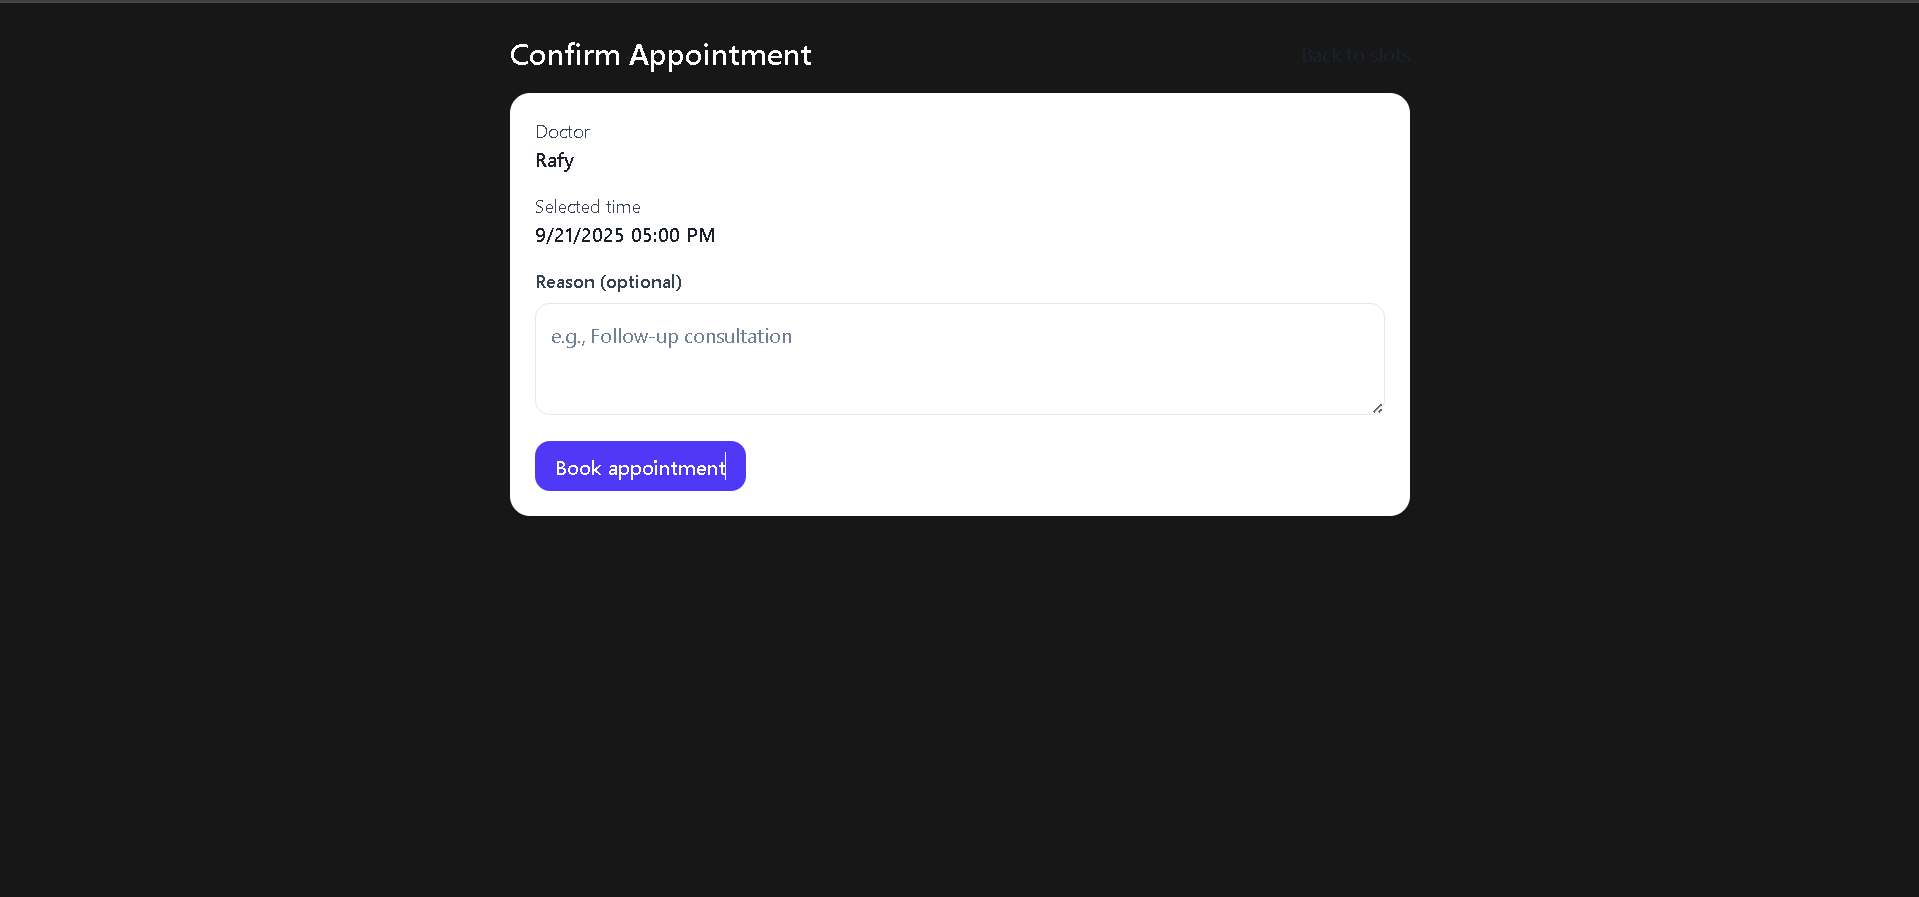 Confirm Appointment
Back to slots
Doctor
Rafy
Selected time
9/21/2025 05:00 PM
Reason (optional)
e.g., Follow-up consultation
Book appointment